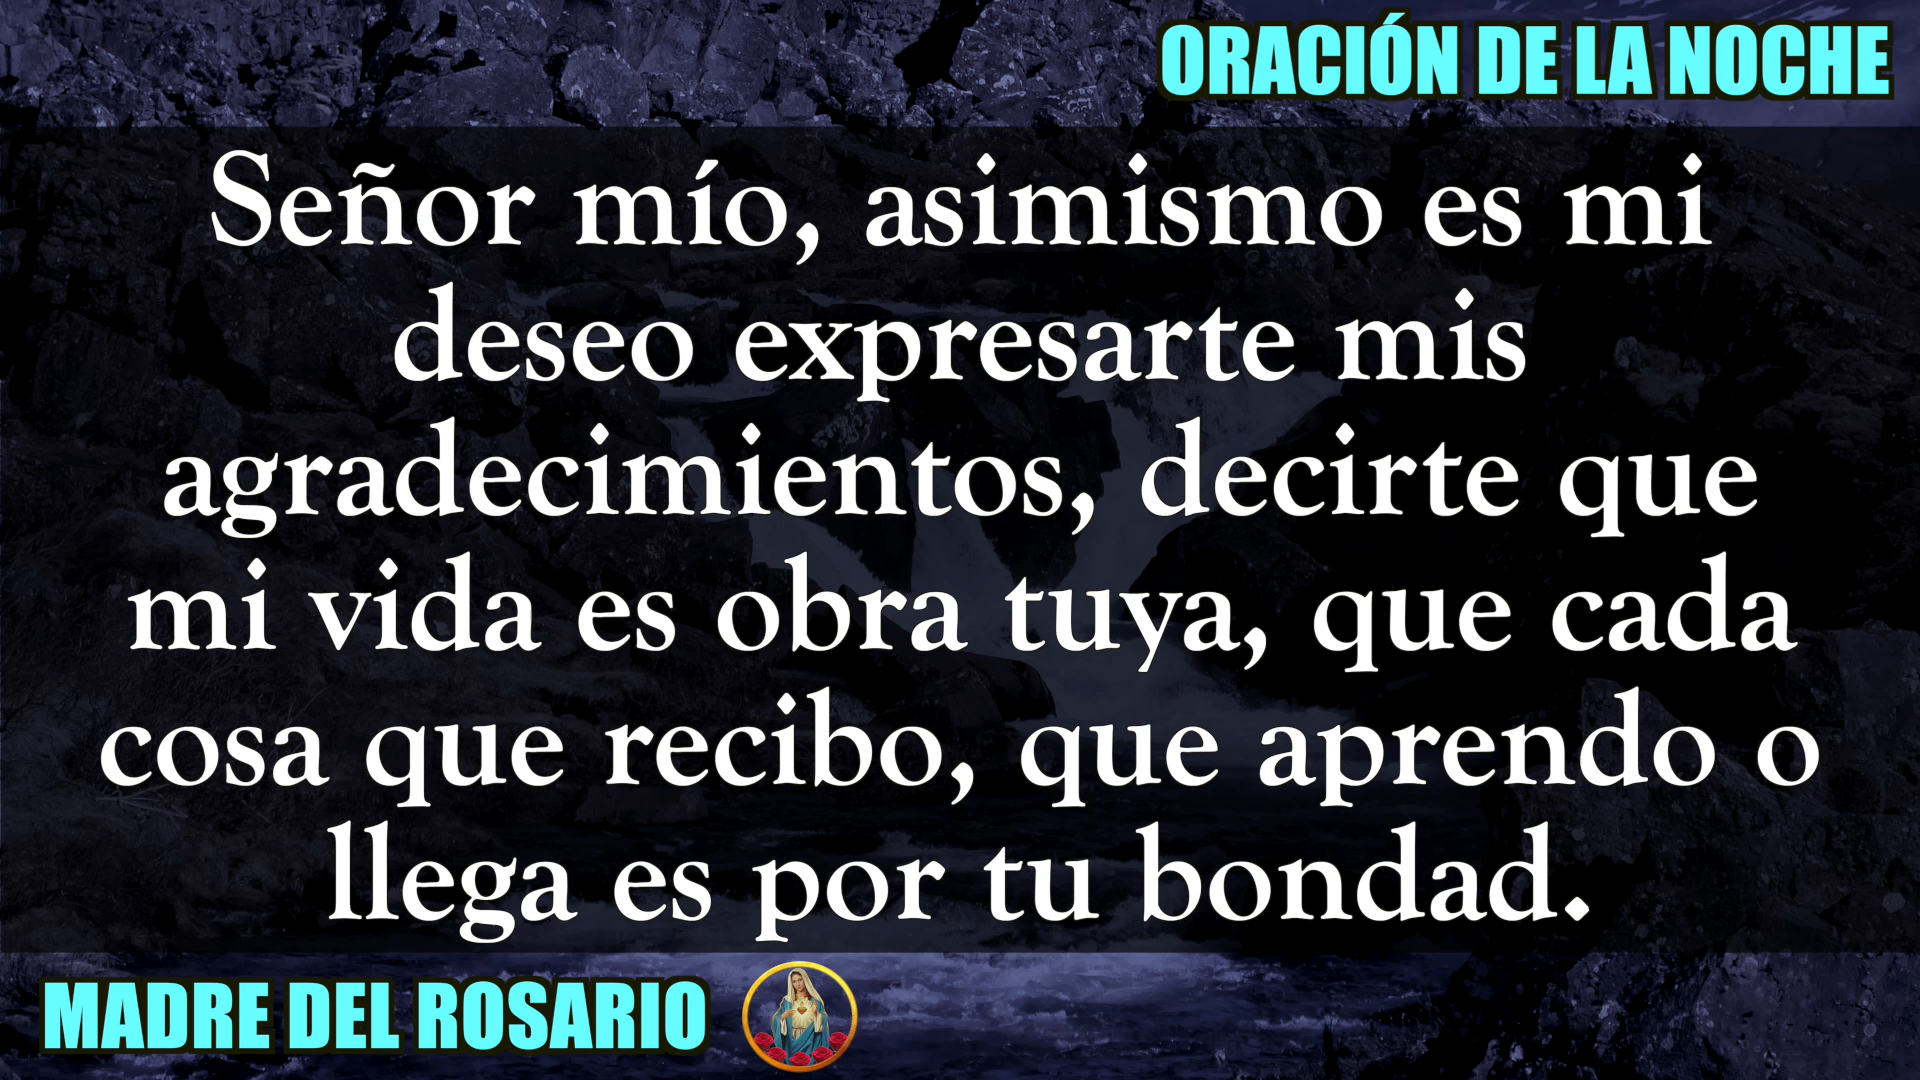 ORACIÓN DE LA NOCHE
Señor mío, asimismo es mi
deseo expresarte mis
agradecimientos, decirte que
mi vida es obra tuya, que cada
cosa que recibo, que aprendo o
llega es por tu bondad.
MADRE DEL ROSARIO